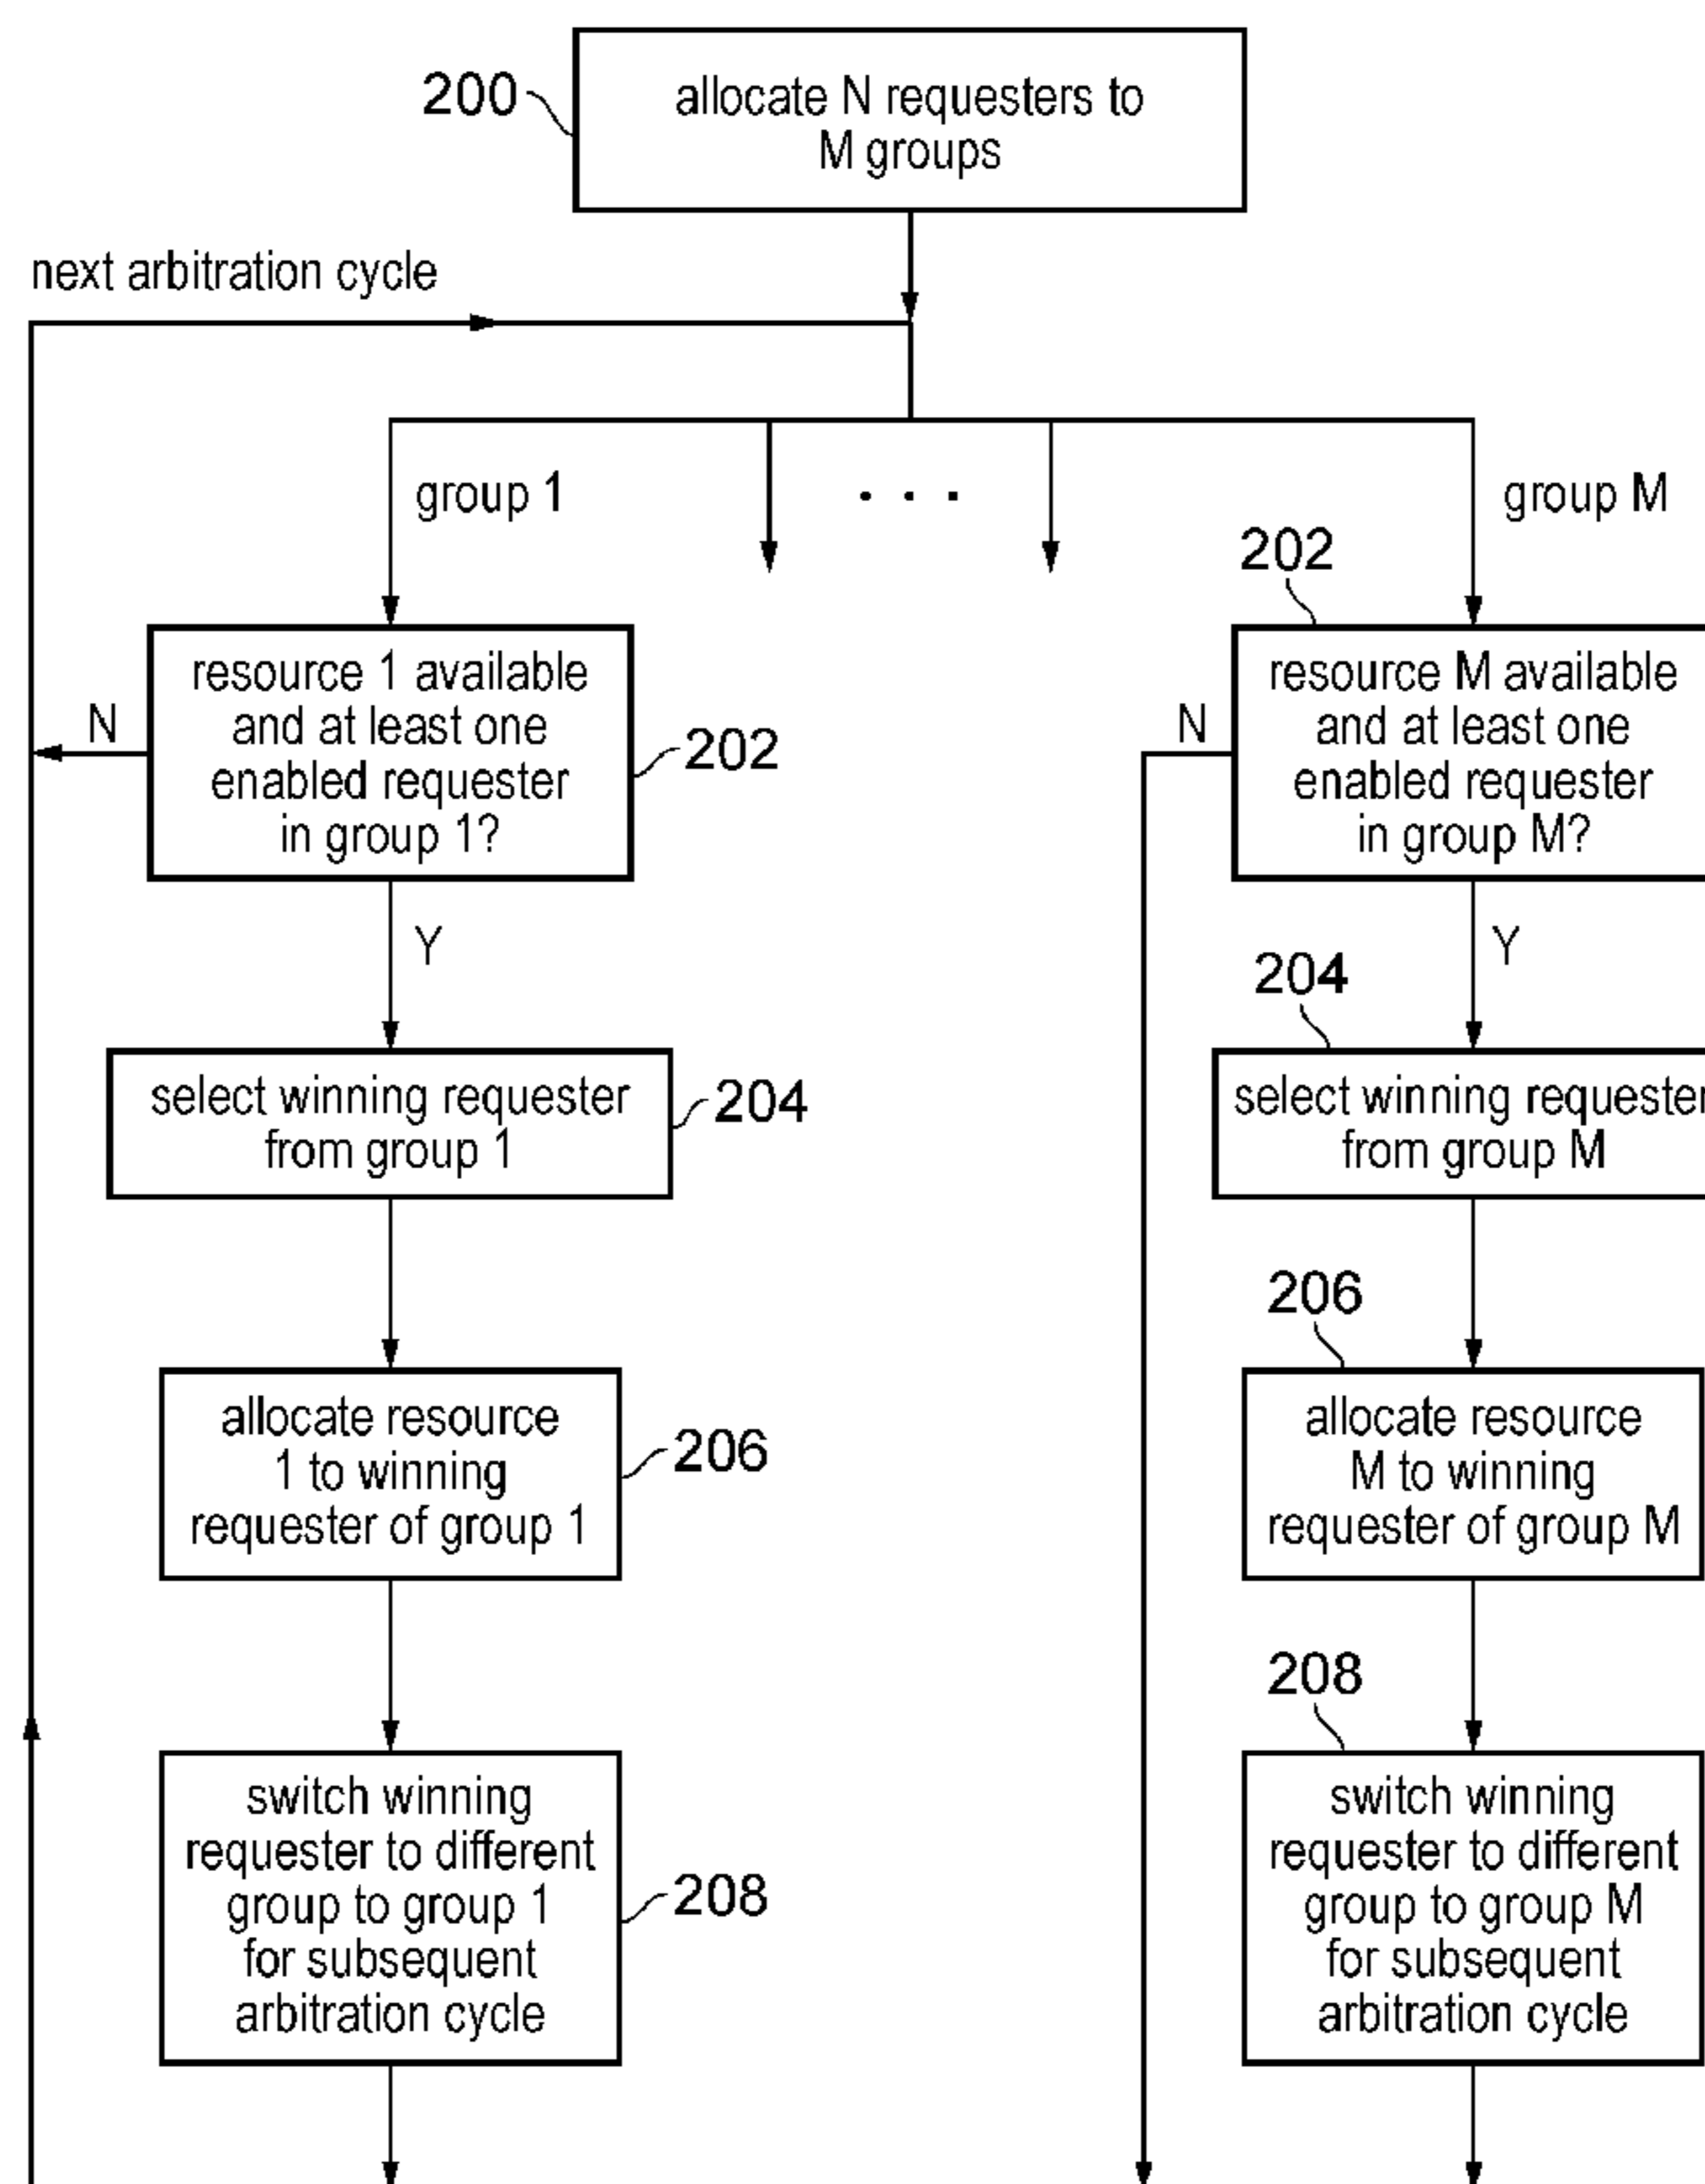 200
allocate N requesters to
M groups
next arbitration cycle
group 1
. . .
group M
202
resource 1 available
and at least one
enabled requester
in group 1?
N
202
resource M available
and at least one
enabled requester
in group M?
N
Y
Y
204
select winning requester
from group 1
204
select winning requester
from group M
206
allocate resource
1 to winning
requester of group 1
206
allocate resource
M to winning
requester of group M
208
switch winning
requester to different
group to group 1
for subsequent
arbitration cycle
208
switch winning
requester to different
group to group M
for subsequent
arbitration cycle